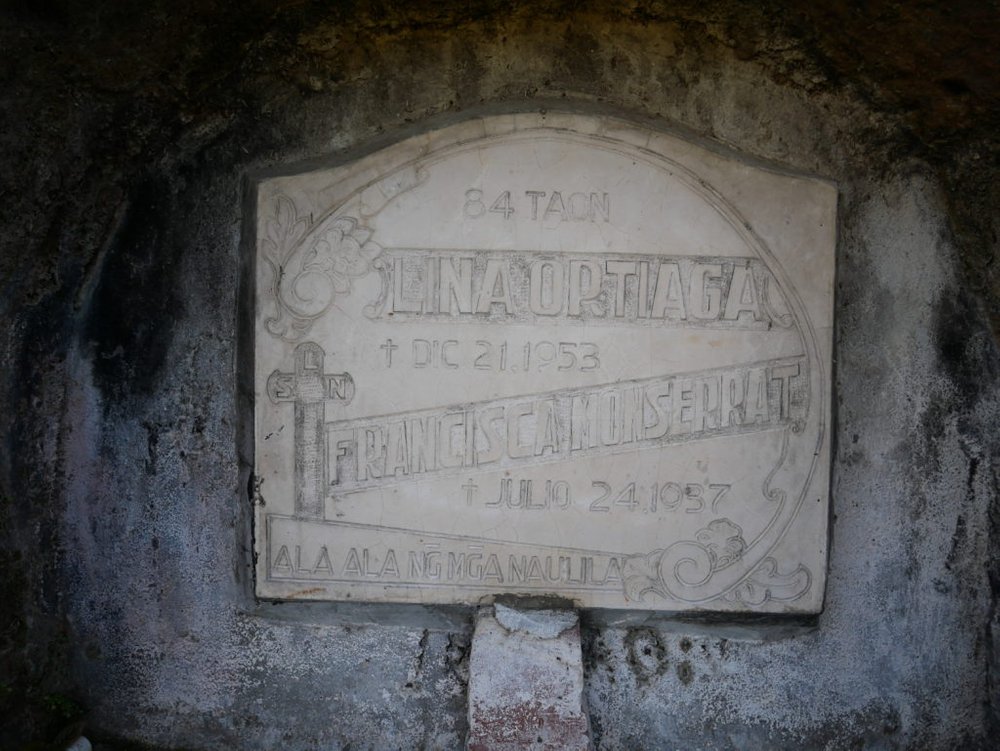 84 TAON
LINA ORTIAGA
† DIC 21.1953
L
S N
FRANCISCA MONSERRAT
† JULIO 24.1937
ALA ALA NG MGA NAULILA